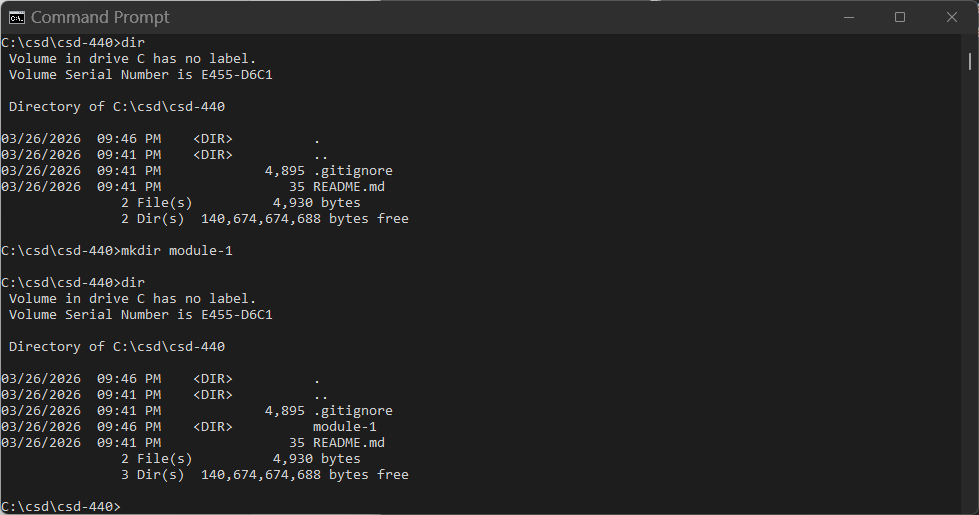 Command Prompt
C:\csd\csd-440>dir
 Volume in drive C has no label.
 Volume Serial Number is E455-D6C1

 Directory of C:\csd\csd-440

03/26/2026  09:46 PM    <DIR>          .
03/26/2026  09:41 PM    <DIR>          ..
03/26/2026  09:41 PM             4,895 .gitignore
03/26/2026  09:41 PM                35 README.md
               2 File(s)          4,930 bytes
               2 Dir(s)  140,674,674,688 bytes free

C:\csd\csd-440>mkdir module-1

C:\csd\csd-440>dir
 Volume in drive C has no label.
 Volume Serial Number is E455-D6C1

 Directory of C:\csd\csd-440

03/26/2026  09:46 PM    <DIR>          .
03/26/2026  09:41 PM    <DIR>          ..
03/26/2026  09:41 PM             4,895 .gitignore
03/26/2026  09:46 PM    <DIR>          module-1
03/26/2026  09:41 PM                35 README.md
               2 File(s)          4,930 bytes
               3 Dir(s)  140,674,674,688 bytes free

C:\csd\csd-440>